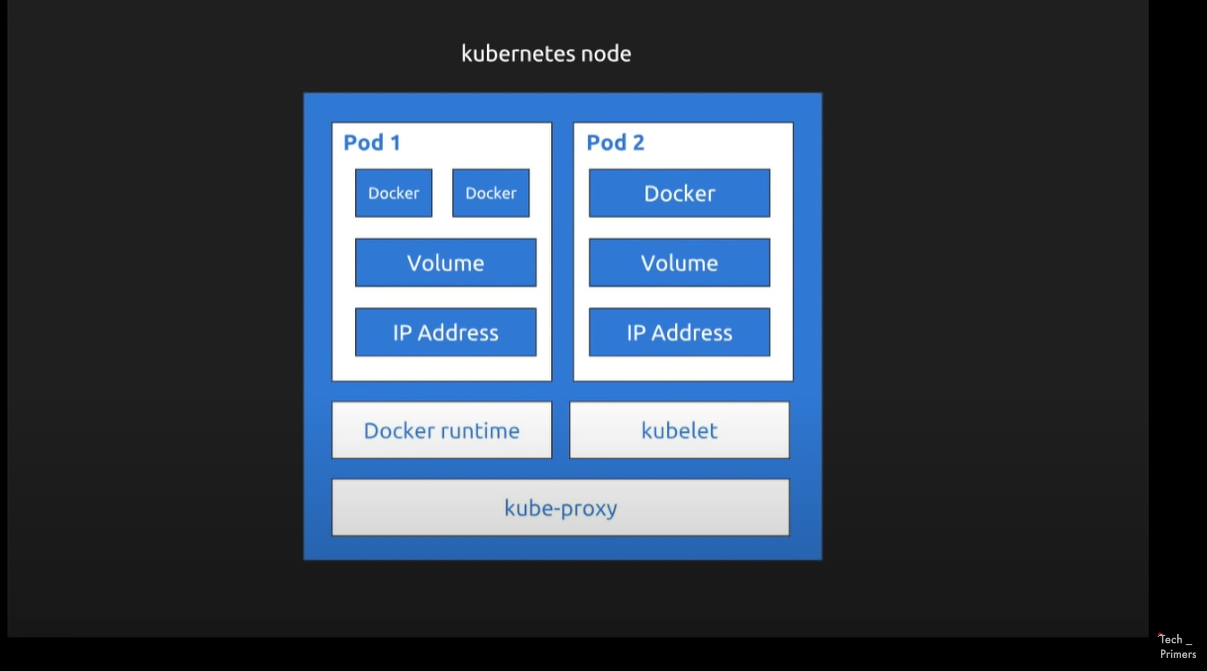 kubernetes node
Pod 1
Docker Docker
Volume
IP Address
Pod 2
Docker
Volume
IP Address
Docker runtime
kubelet
kube-proxy
Tech _
Primers